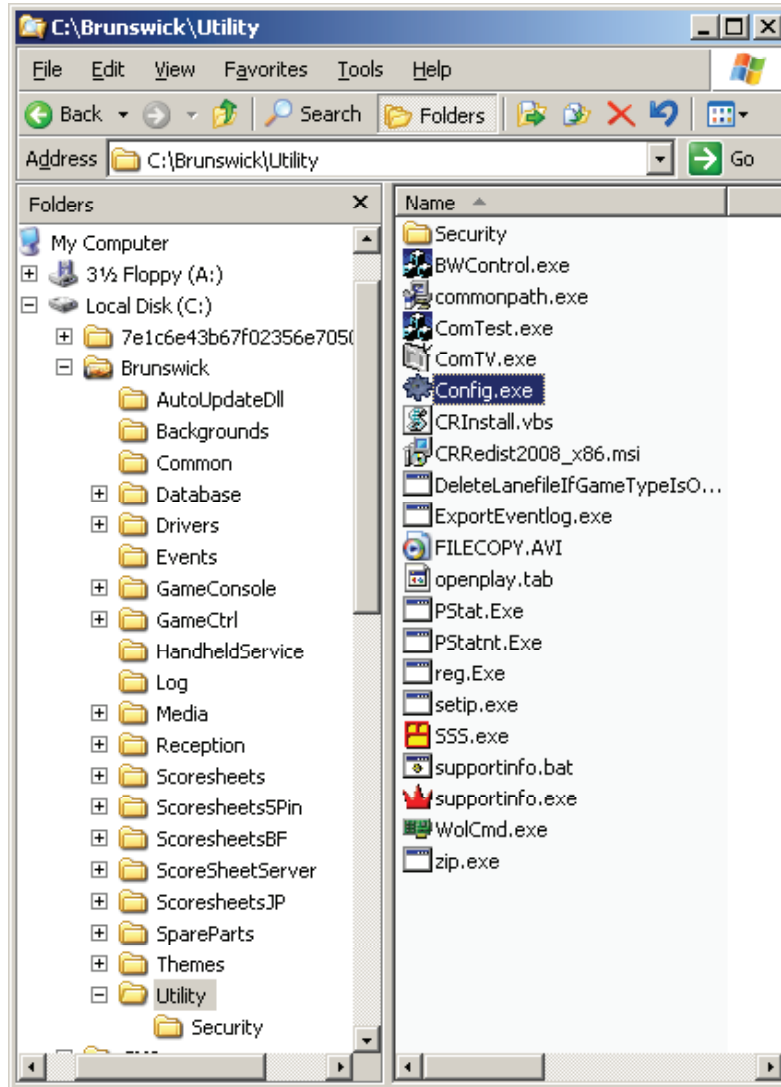 C:\Brunswick\Utility
File Edit View Favorites Tools Help
Back Search Folders
Address C:\Brunswick\Utility Go
Folders x
My Computer
3½ Floppy (A:)
Local Disk (C:)
7e1c6e43b67f02356e705(
Brunswick
AutoUpdateDll
Backgrounds
Common
Database
Drivers
Events
GameConsole
GameCtrl
HandheldService
Log
Media
Reception
Scoresheets
Scoresheets5Pin
ScoresheetsBF
ScoreSheetServer
ScoresheetsJP
SpareParts
Themes
Utility
Security
Name
Security
BWControl.exe
commonpath.exe
ComTest.exe
ComTV.exe
Config.exe
CRInstall.vbs
CRRedist2008_x86.msi
DeleteLanefileIfGameTypeIsO...
ExportEventlog.exe
FILECOPY.AVI
openplay.tab
PStat.Exe
PStatnt.Exe
reg.Exe
setip.exe
SSS.exe
supportinfo.bat
supportinfo.exe
WolCmd.exe
zip.exe